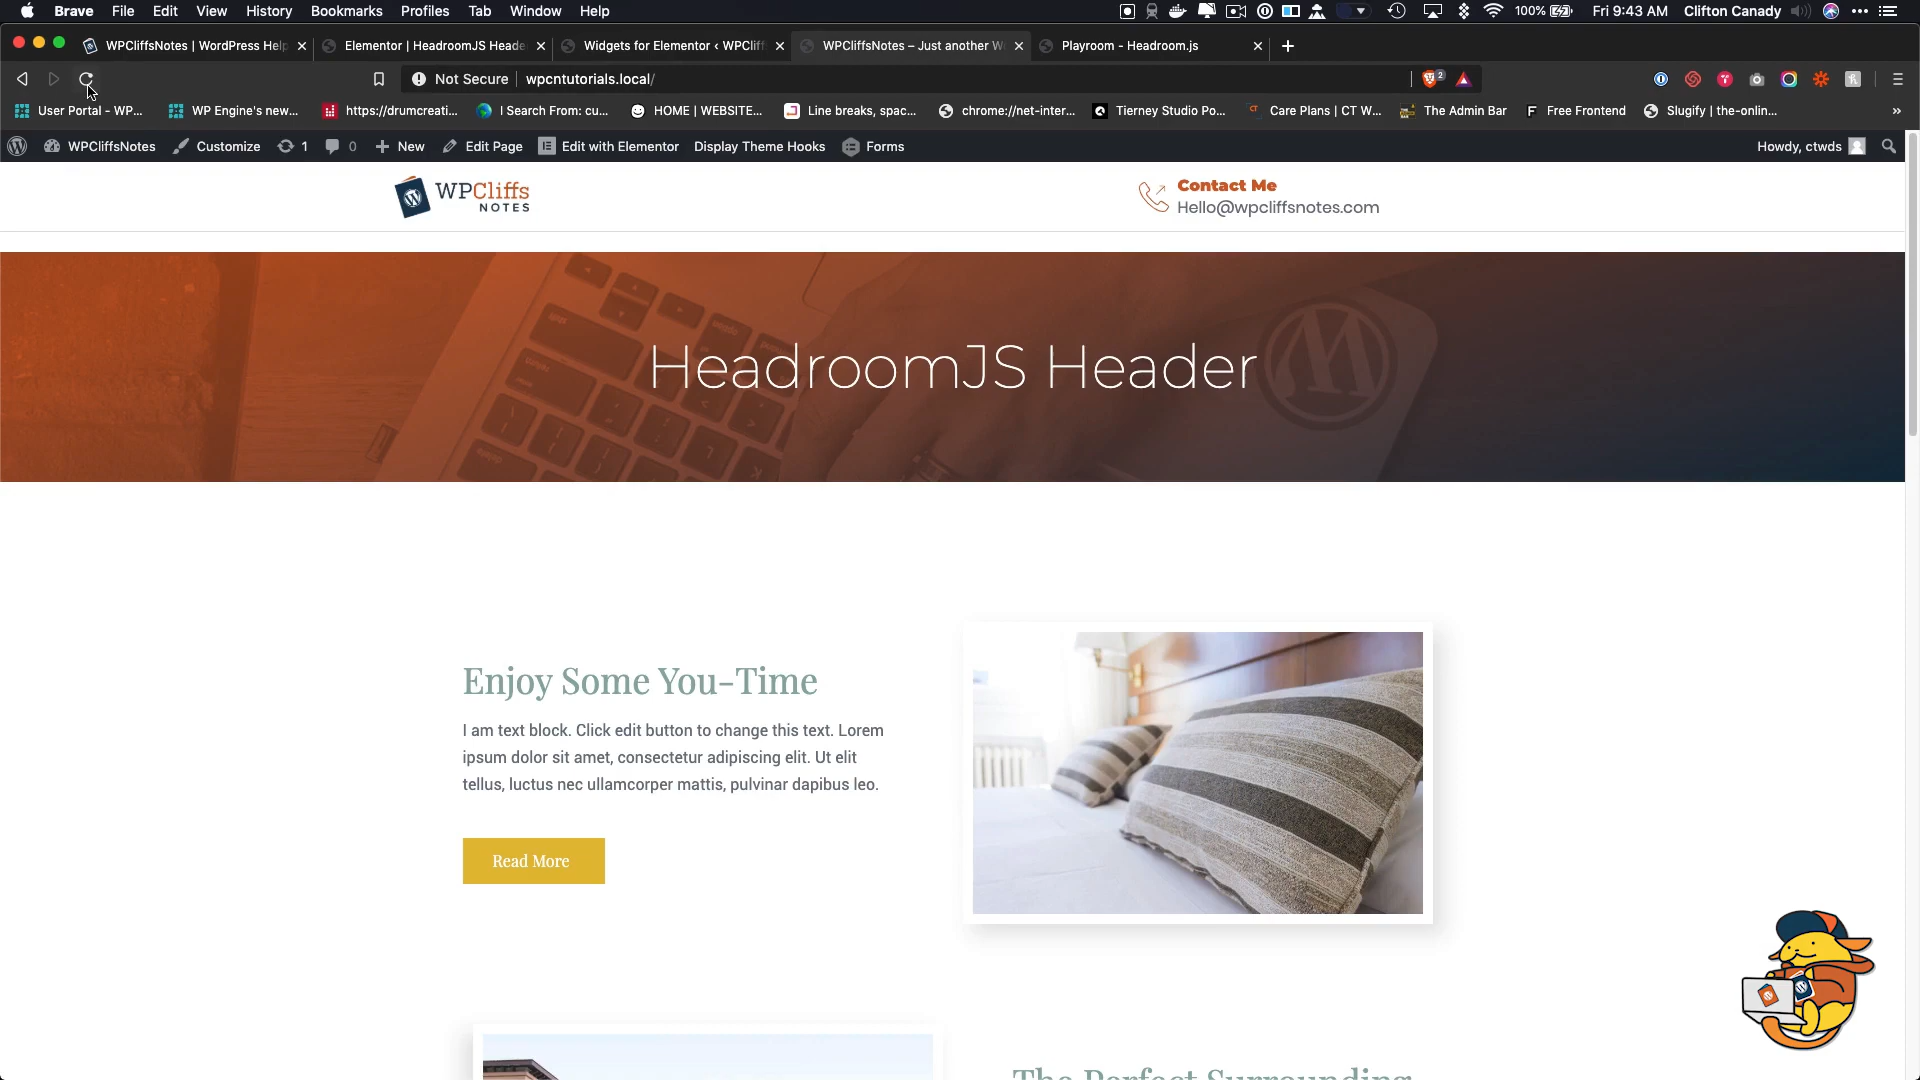 Brave File Edit View History Bookmarks Profiles Tab Window Help 100% Fri 9:43 AM Clifton Canady
WPCliffsNotes | WordPress Help Elementor | HeadroomJS Heade Widgets for Elementor ‹ WPCliff WPCliffsNotes – Just another W Playroom - Headroom.js
Not Secure wpcntutorials.local/ 2
User Portal - WP... WP Engine's new... https://drumcreati... I Search From: cu... HOME | WEBSITE... Line breaks, spac... chrome://net-inter... Tierney Studio Po... Care Plans | CT W... The Admin Bar Free Frontend Slugify | the-onlin... »
WPCliffsNotes Customize 1 0 New Edit Page Edit with Elementor Display Theme Hooks Forms Howdy, ctwds
WPCliffs
NOTES
Contact Me
Hello@wpcliffsnotes.com
HeadroomJS Header
Enjoy Some You-Time
I am text block. Click edit button to change this text. Lorem
ipsum dolor sit amet, consectetur adipiscing elit. Ut elit
tellus, luctus nec ullamcorper mattis, pulvinar dapibus leo.
Read More
The Perfect Surrounding